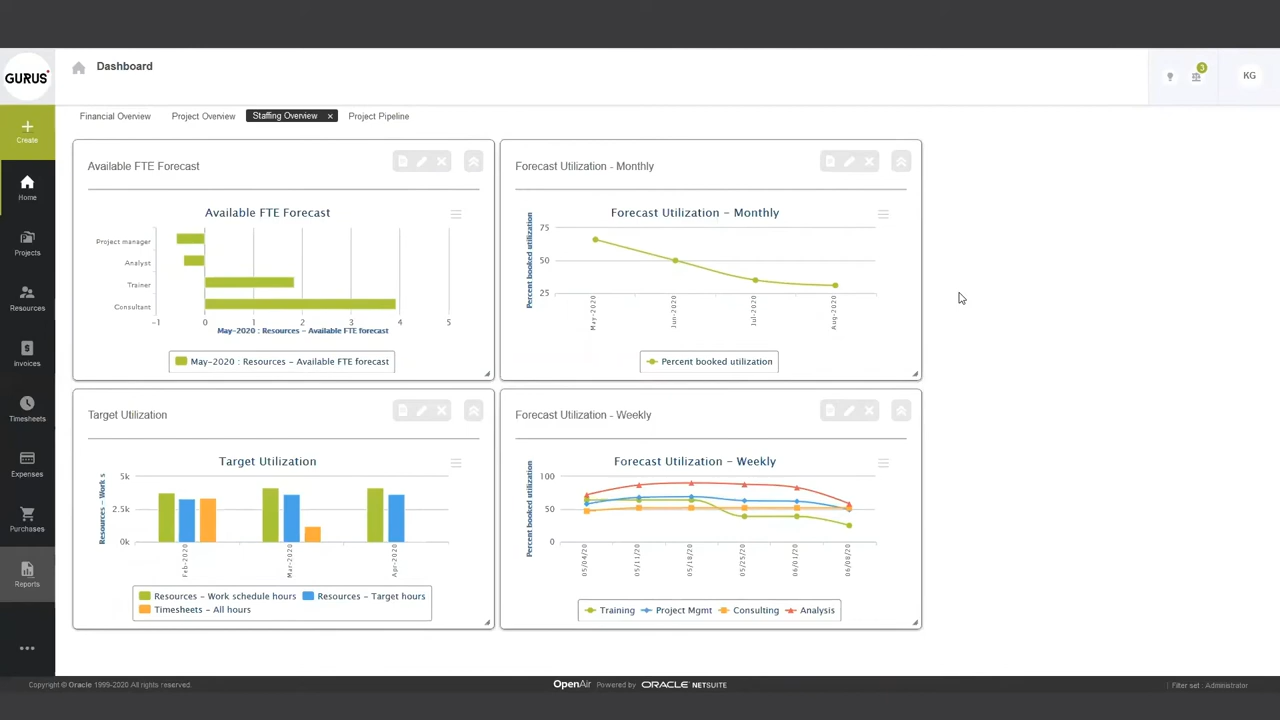 GURUS
Dashboard
3
KG
Create
Home
Projects
Resources
Invoices
Timesheets
Expenses
Purchases
Reports
Financial Overview
Project Overview
Staffing Overview x
Project Pipeline
Available FTE Forecast
Available FTE Forecast
Project manager
Analyst
Trainer
Consultant
-1 0 1 2 3 4 5
May-2020 : Resources - Available FTE forecast
May-2020 : Resources - Available FTE forecast
Forecast Utilization - Monthly
Forecast Utilization - Monthly
Percent booked utilization
75
50
25
May-2020
Jun-2020
Jul-2020
Aug-2020
Percent booked utilization
Target Utilization
Target Utilization
Resources - Work s
5k
2.5k
0k
Feb-2020
Mar-2020
Apr-2020
Resources - Work schedule hours
Resources - Target hours
Timesheets - All hours
Forecast Utilization - Weekly
Forecast Utilization - Weekly
Percent booked utilization
100
50
0
05/04/20
05/11/20
05/18/20
05/25/20
06/01/20
06/08/20
Training
Project Mgmt
Consulting
Analysis
Copyright © Oracle 1999-2020 All rights reserved.
OpenAir Powered by ORACLE NETSUITE
Filter set : Administrator